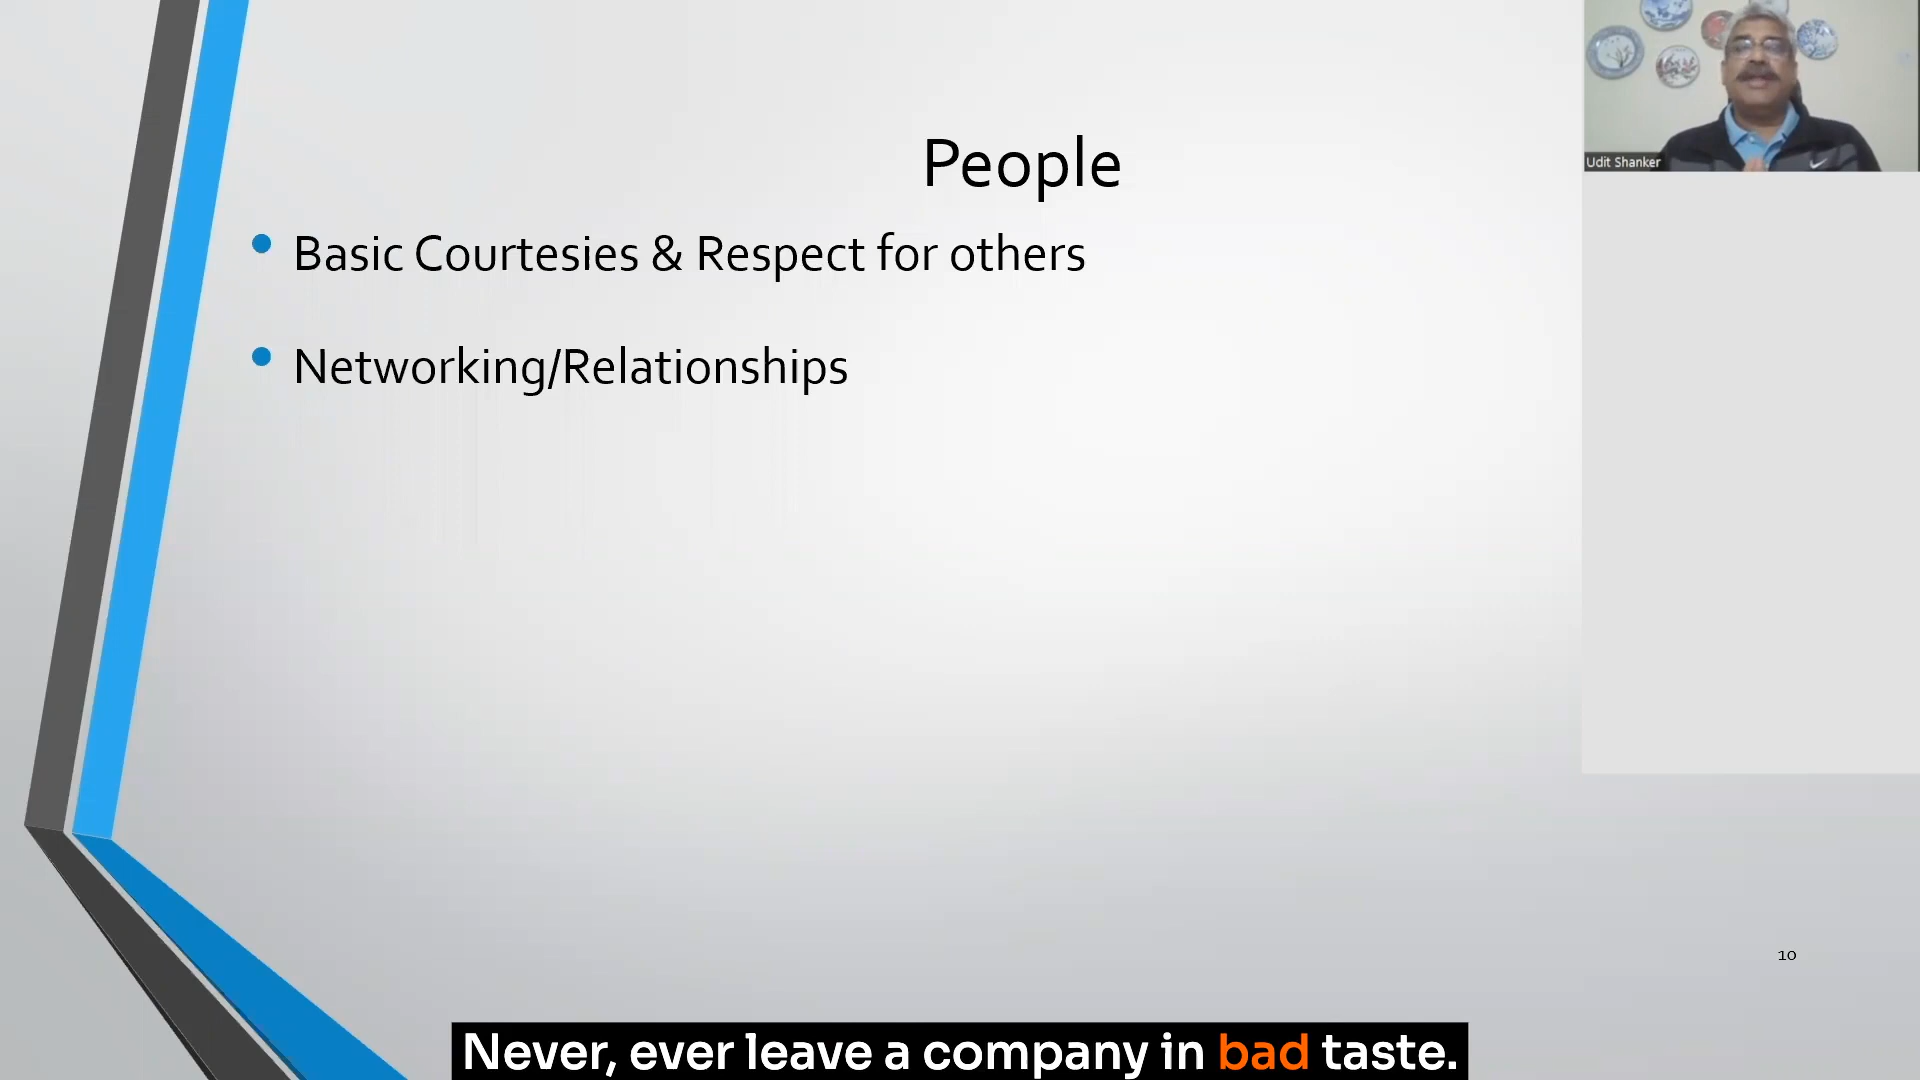 Udit Shanker
People
• Basic Courtesies & Respect for others
• Networking/Relationships
10
Never, ever leave a company in bad taste.